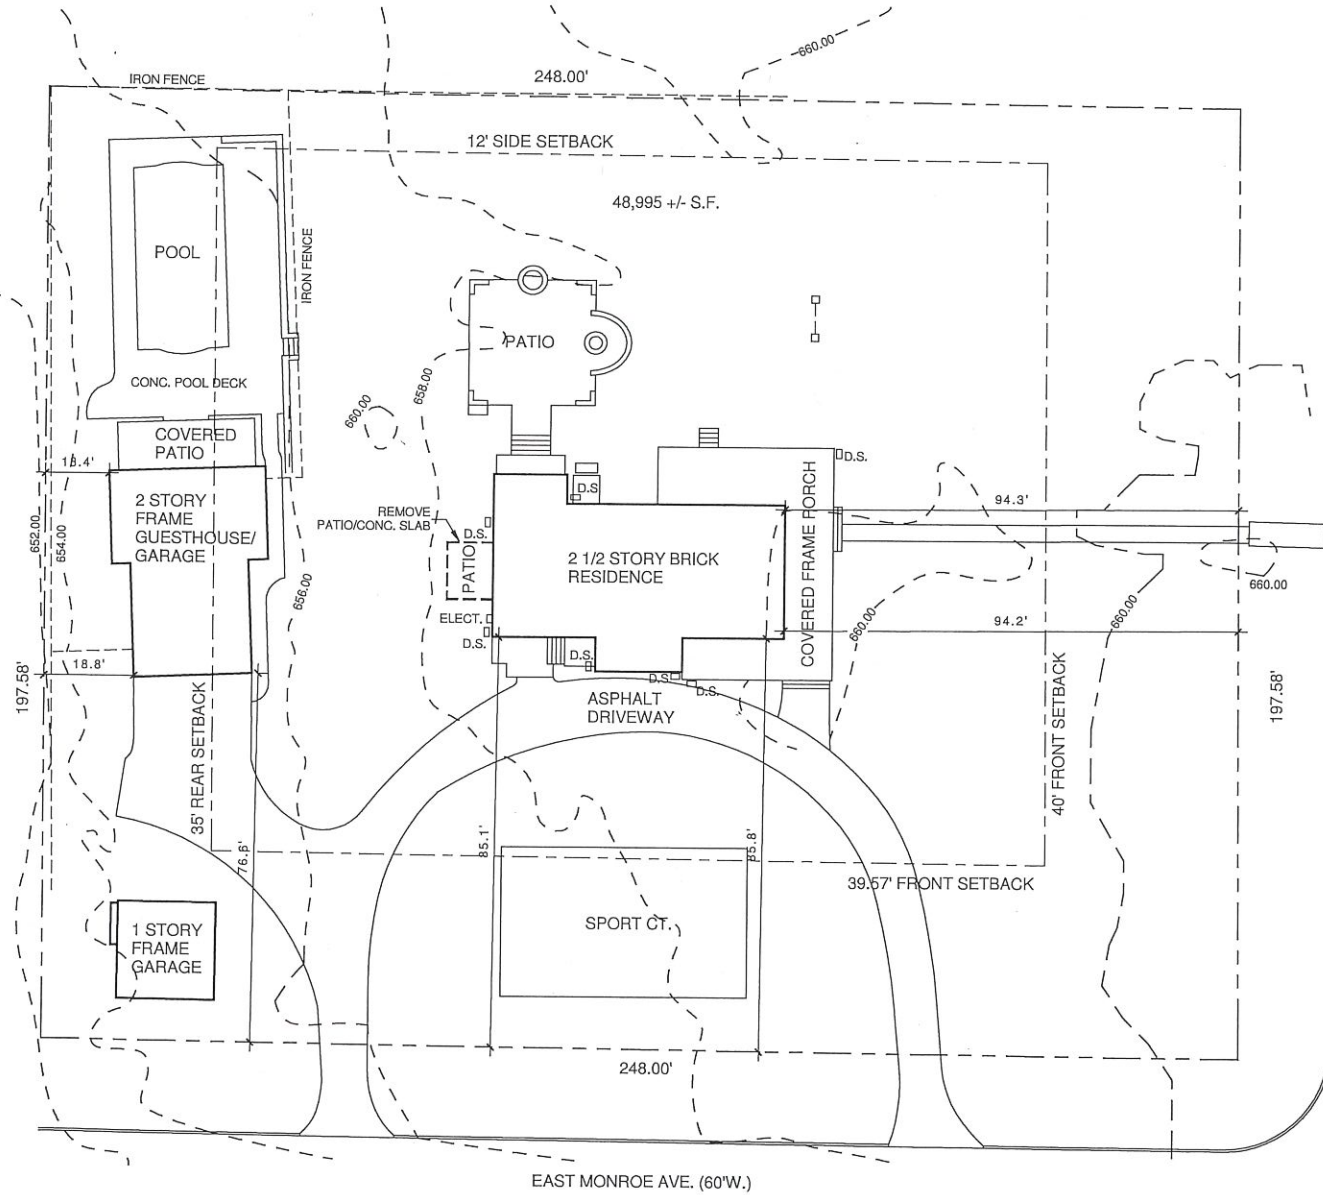 660.00
IRON FENCE
248.00'
12' SIDE SETBACK
48,995 +/- S.F.
POOL
IRON FENCE
PATIO
CONC. POOL DECK
658.00
660.00
COVERED
PATIO
13.4'
D.S.
COVERED FRAME PORCH
2 STORY
FRAME
GUESTHOUSE/
GARAGE
D.S
94.3'
REMOVE
PATIO/CONC. SLAB
D.S.
652.00
654.00
PATIO
2 1/2 STORY BRICK
RESIDENCE
656.00
660.00
660.00
660.00
ELECT.
94.2'
D.S.
D.S.
18.8'
D.S.
D.S.
197.58'
197.58'
ASPHALT
DRIVEWAY
35' REAR SETBACK
40' FRONT SETBACK
76.6'
85.1'
85.8'
39.57' FRONT SETBACK
1 STORY
FRAME
GARAGE
SPORT CT.
248.00'
EAST MONROE AVE. (60'W.)